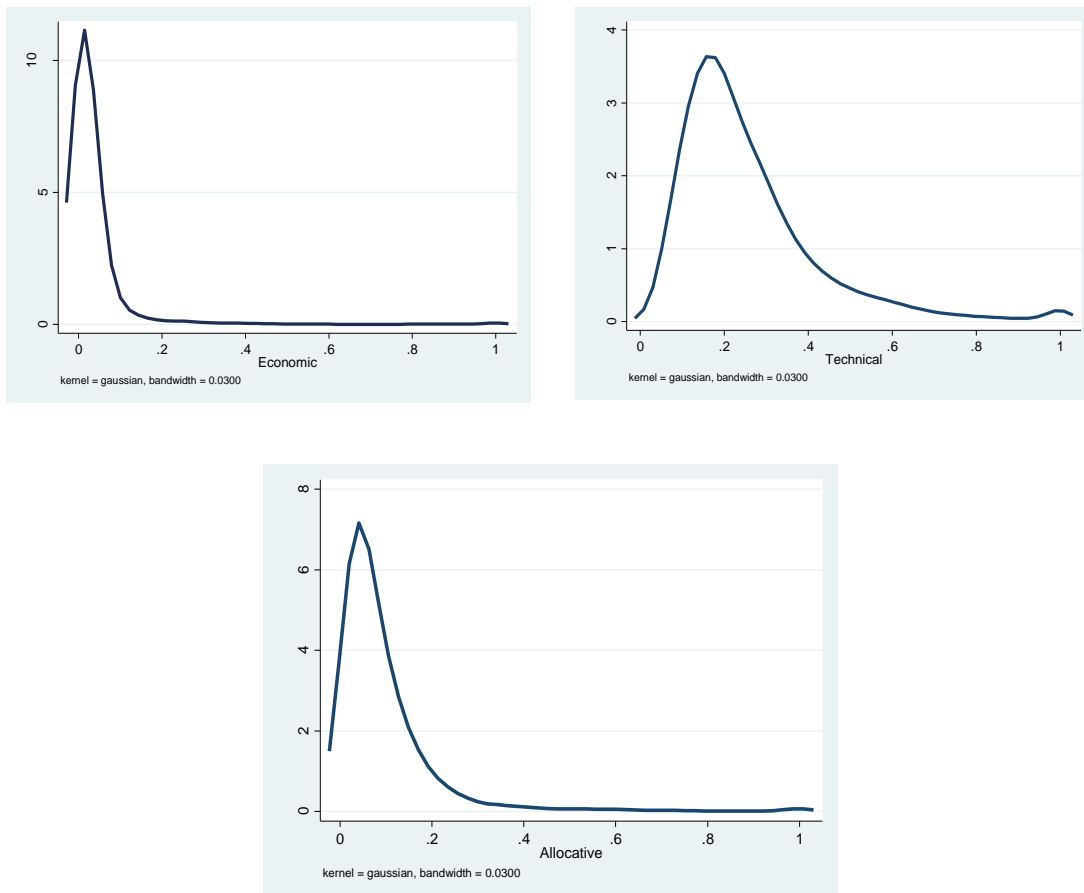 10
5
0
0 .2 .4 .6 .8 1
Economic
kernel = gaussian, bandwidth = 0.0300
4
3
2
1
0
0 .2 .4 .6 .8 1
Technical
kernel = gaussian, bandwidth = 0.0300
8
6
4
2
0
0 .2 .4 .6 .8 1
Allocative
kernel = gaussian, bandwidth = 0.0300